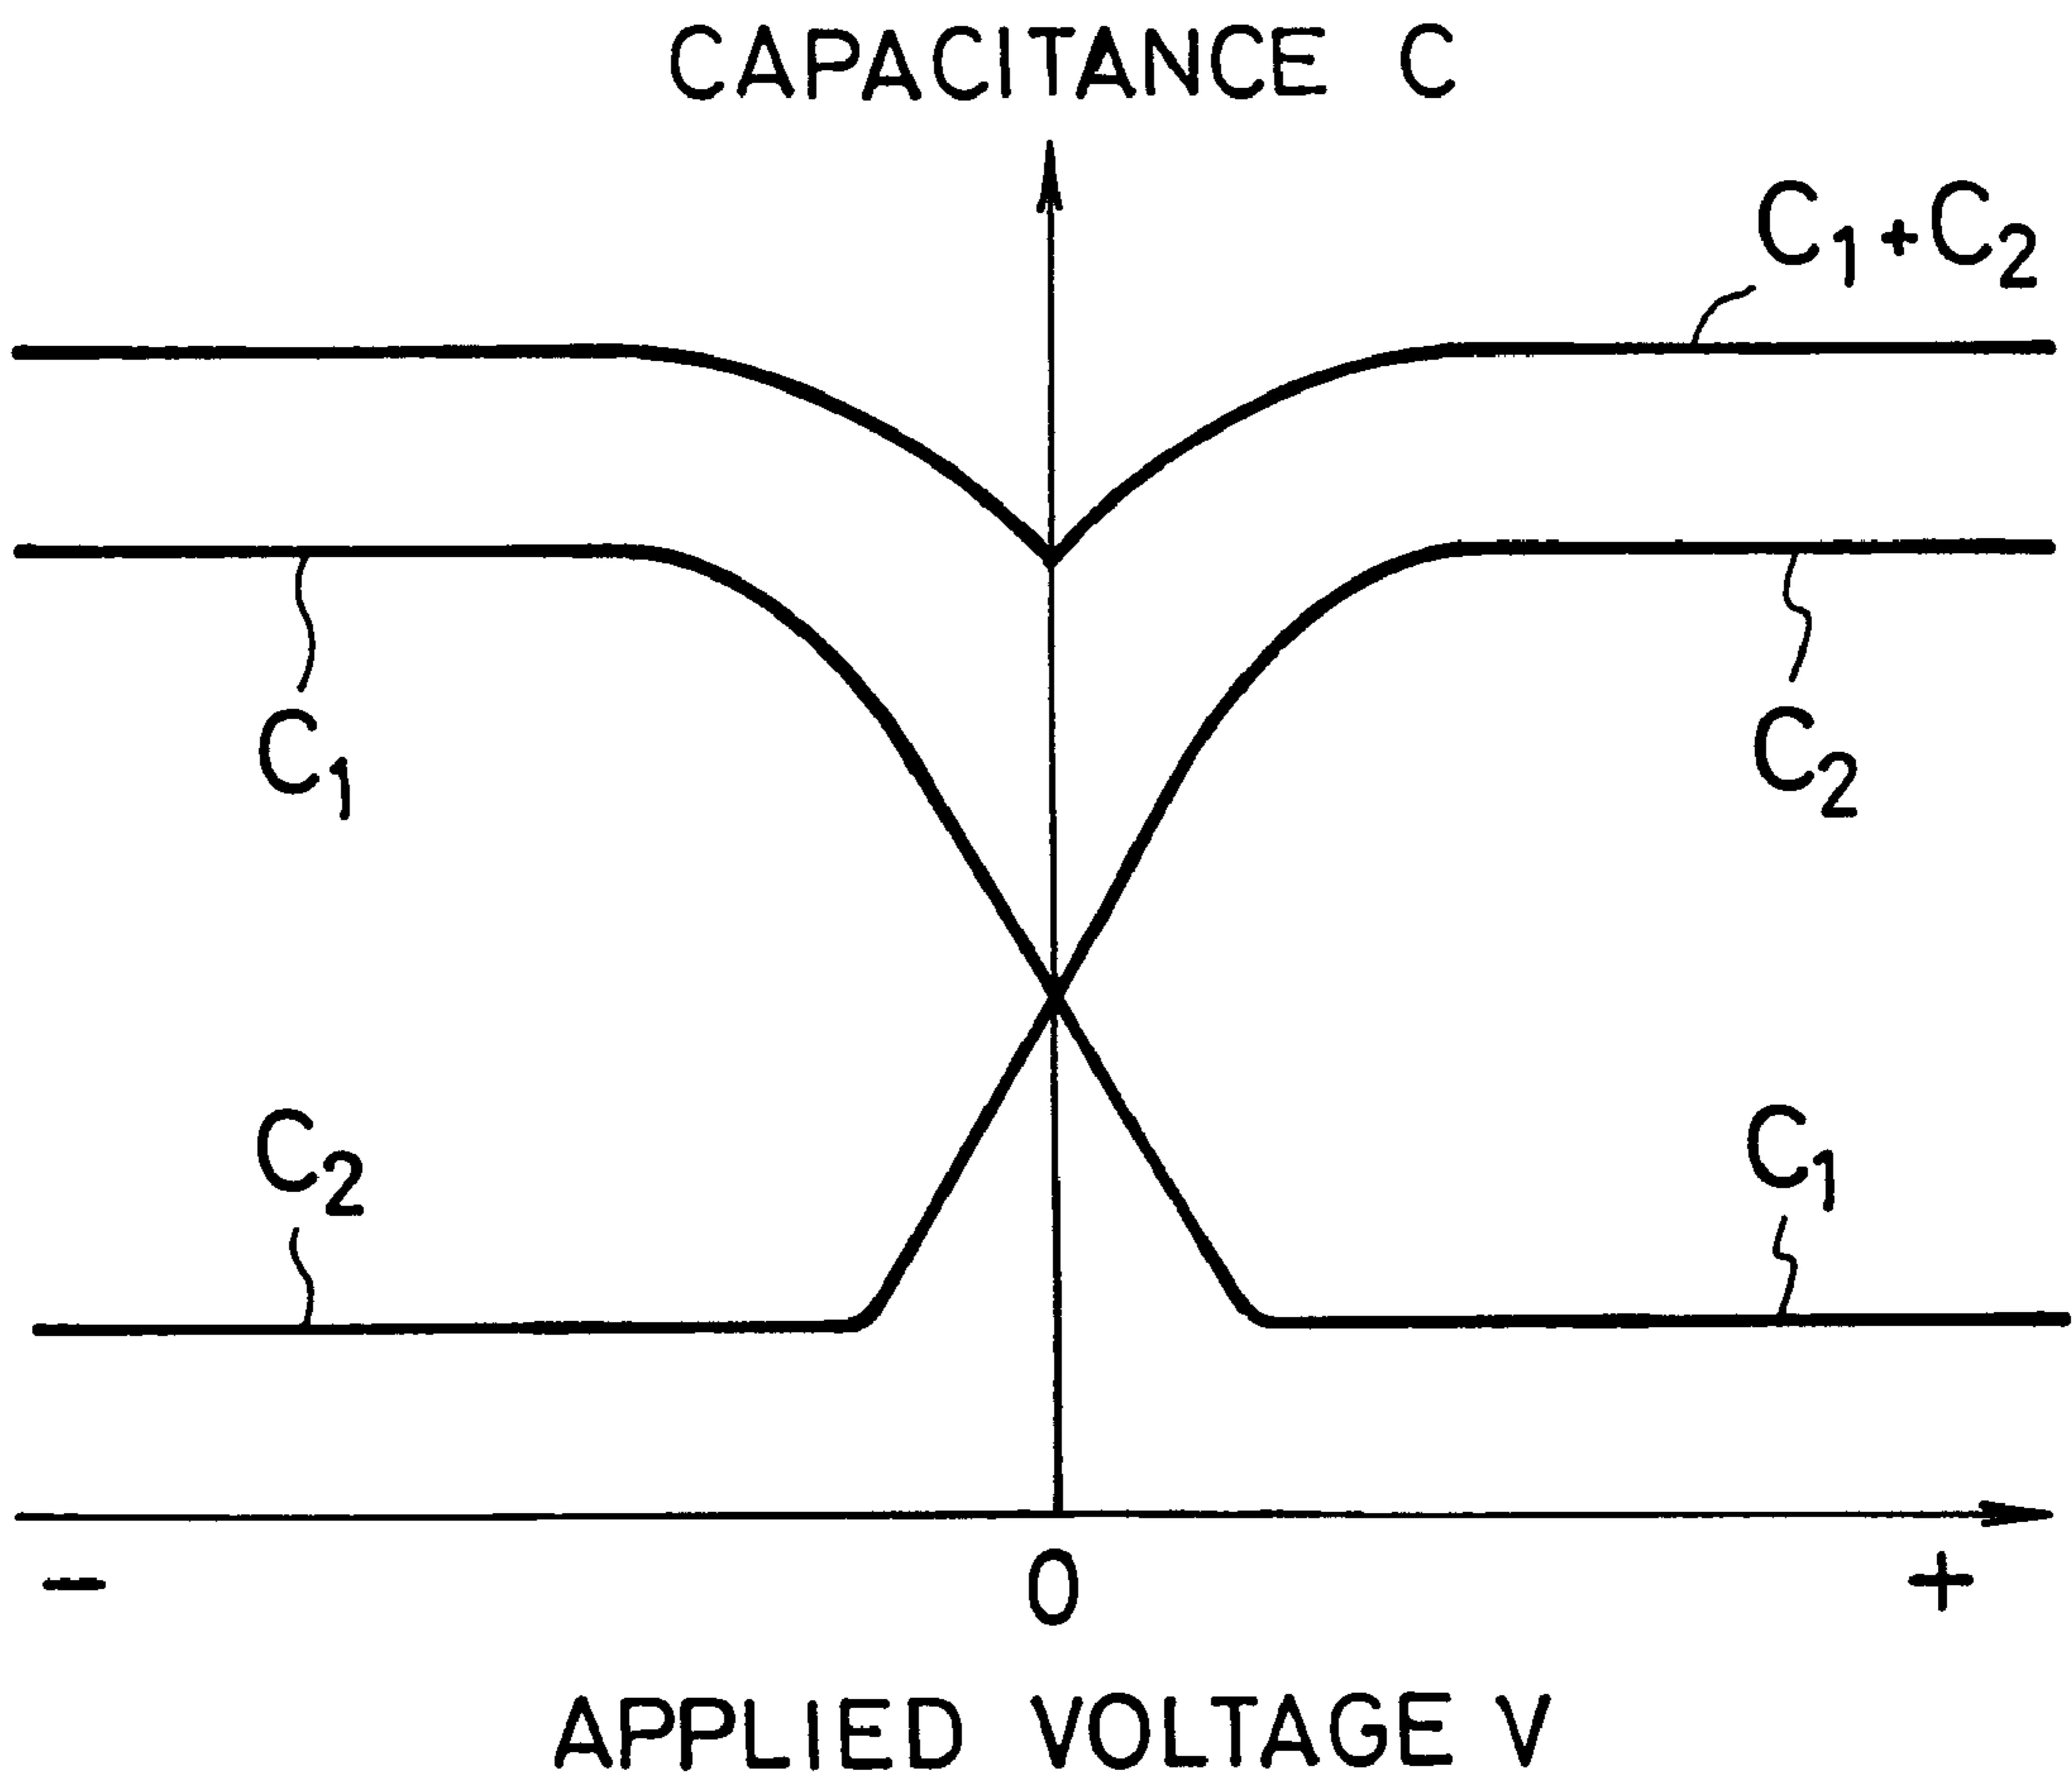 CAPACITANCE C
C₁+C₂
C₁
C₂
C₂
C₁
−
0
+
APPLIED VOLTAGE V